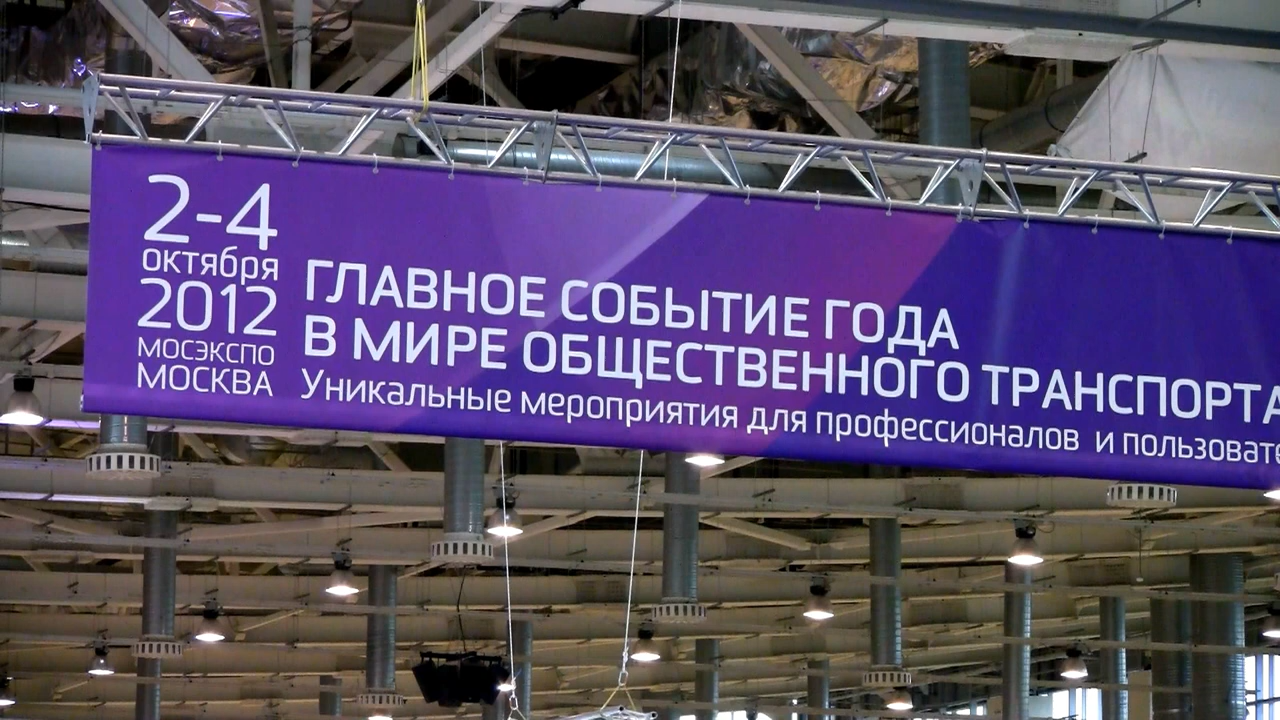 2-4
октября
2012
МОСЭКСПО
МОСКВА
ГЛАВНОЕ СОБЫТИЕ ГОДА
В МИРЕ ОБЩЕСТВЕННОГО ТРАНСПОРТА
Уникальные мероприятия для профессионалов и